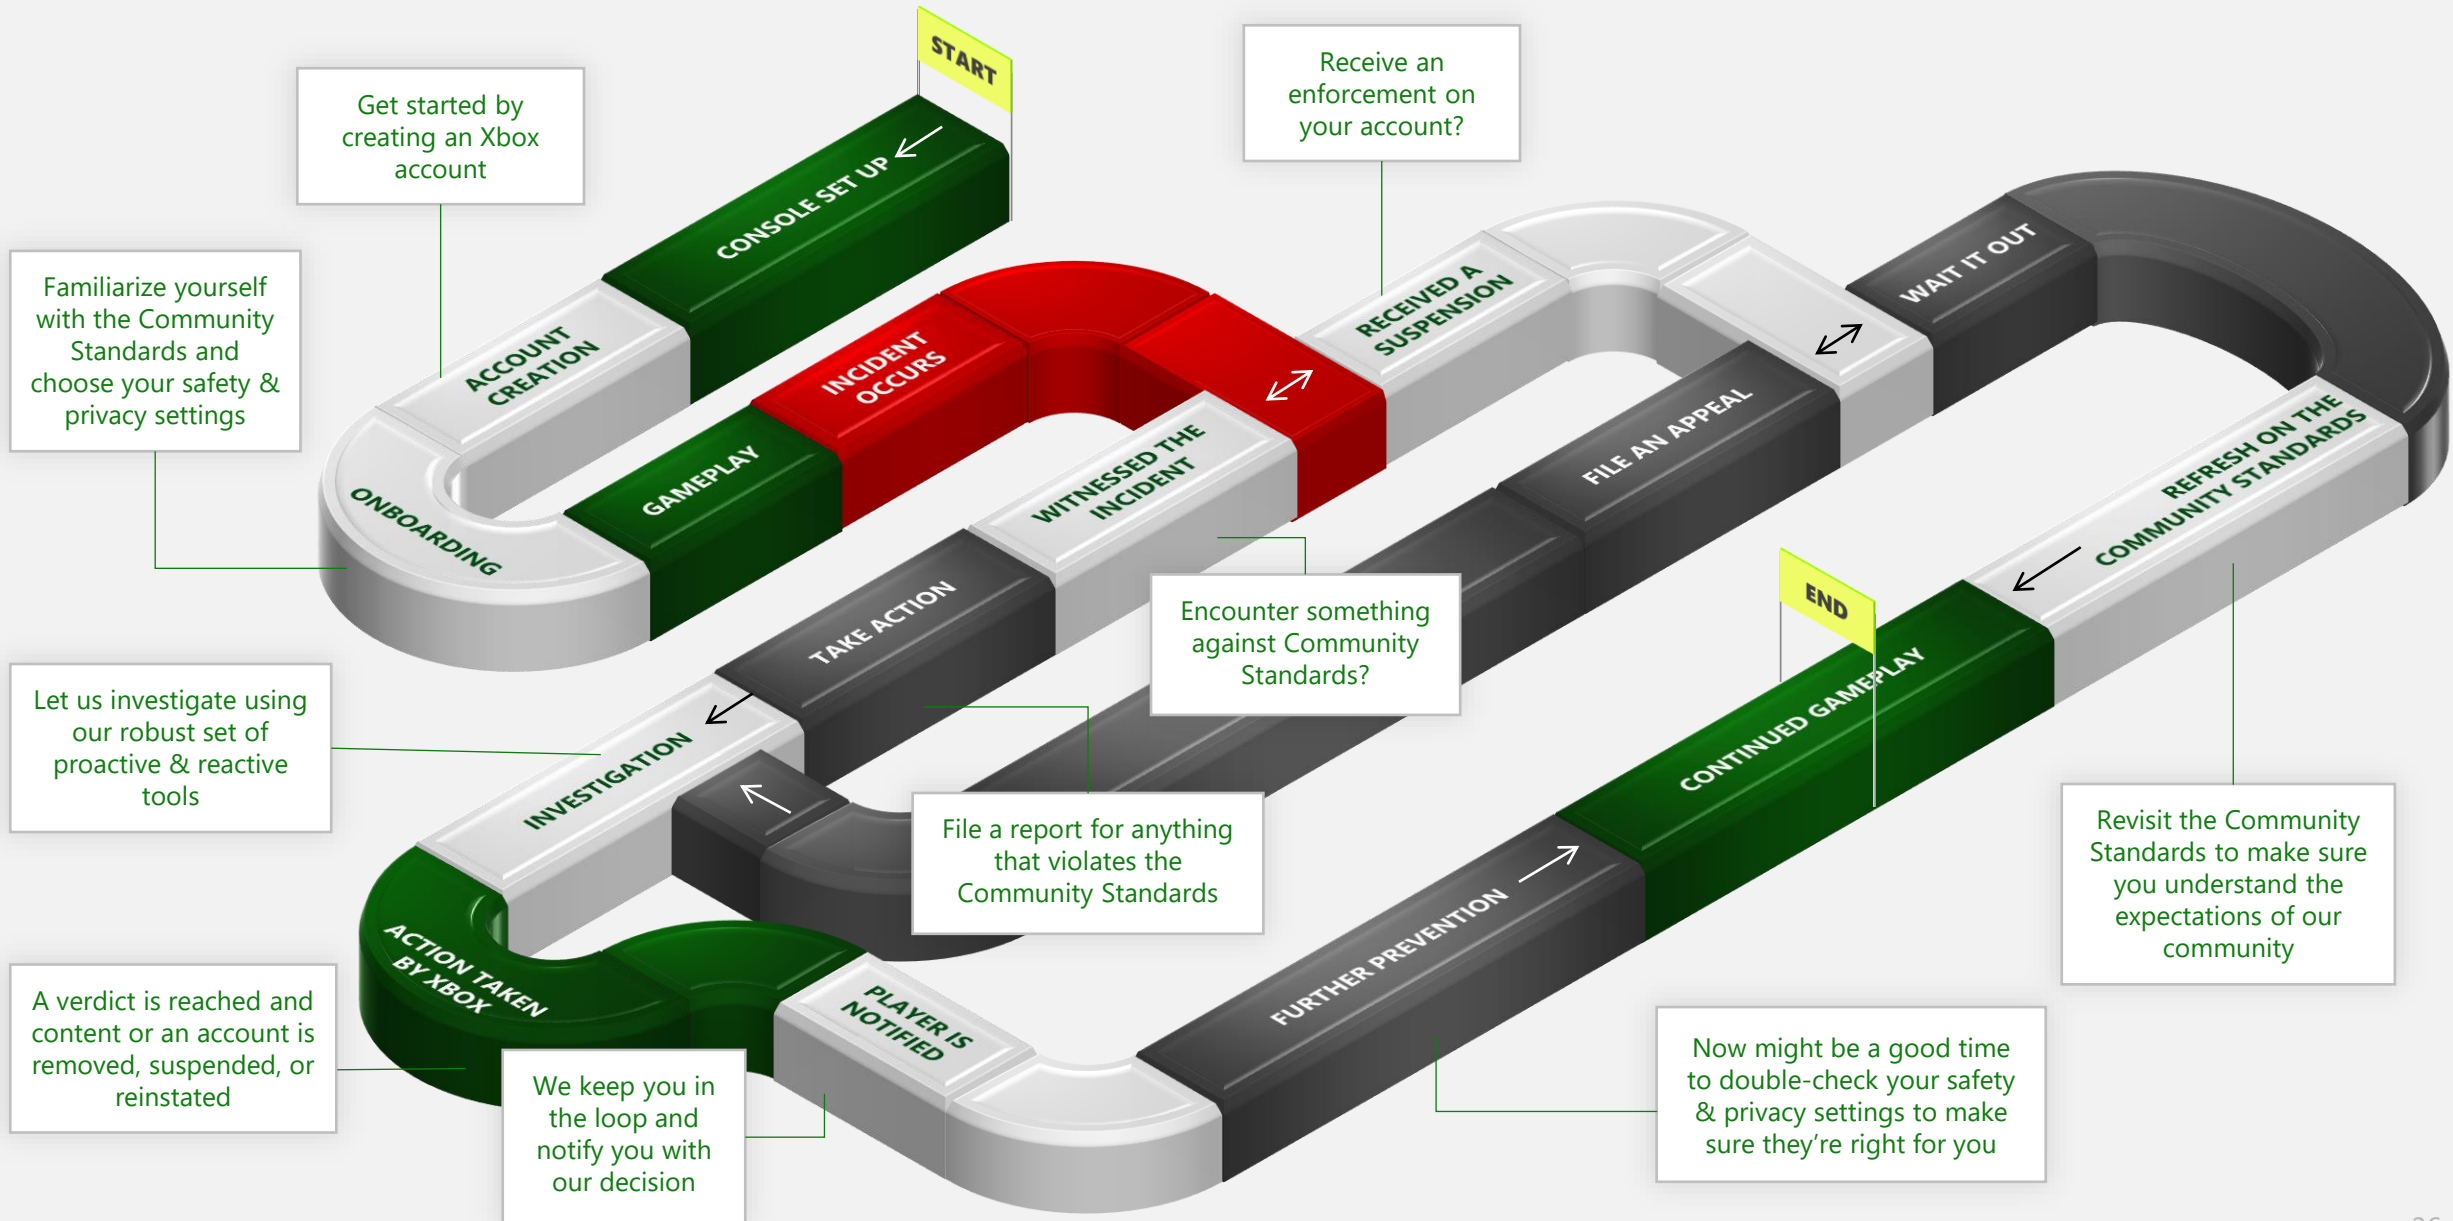 START
Get started by
creating an Xbox
account
CONSOLE SET UP
Familiarize yourself
with the Community
Standards and
choose your safety &
privacy settings
ACCOUNT
CREATION
ONBOARDING
GAMEPLAY
INCIDENT
OCCURS
Receive an
enforcement on
your account?
RECEIVED A
SUSPENSION
WAIT IT OUT
WITNESSED THE
INCIDENT
Encounter something
against Community
Standards?
FILE AN APPEAL
REFRESH ON THE
COMMUNITY STANDARDS
Revisit the Community
Standards to make sure
you understand the
expectations of our
community
TAKE ACTION
File a report for anything
that violates the
Community Standards
Let us investigate using
our robust set of
proactive & reactive
tools
INVESTIGATION
ACTION TAKEN
BY XBOX
A verdict is reached and
content or an account is
removed, suspended, or
reinstated
PLAYER IS
NOTIFIED
We keep you in
the loop and
notify you with
our decision
FURTHER PREVENTION
Now might be a good time
to double-check your safety
& privacy settings to make
sure they're right for you
END
CONTINUED GAMEPLAY